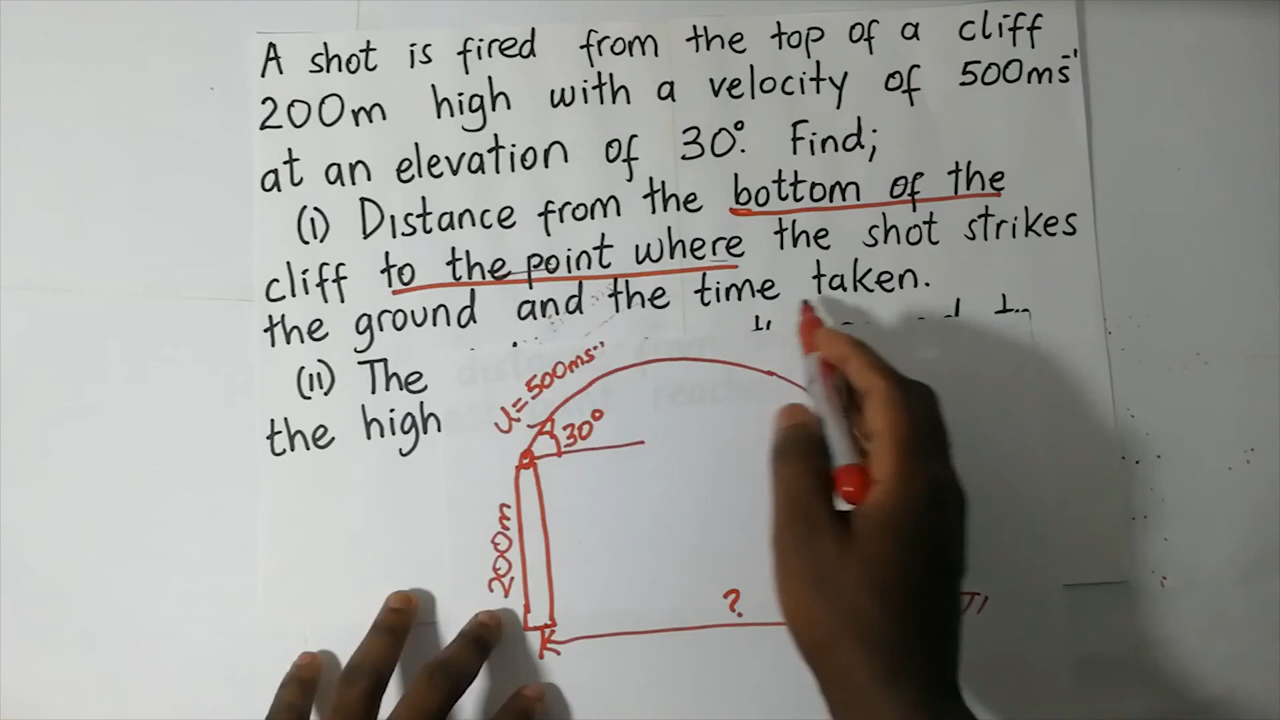 A shot is fired from the top of a cliff
200m high with a velocity of 500ms⁻¹
at an elevation of 30°. Find;
(I) Distance from the bottom of the
cliff to the point where the shot strikes
the ground and the time taken.
(II) The
the high
U=500ms⁻¹
30°
200m
?